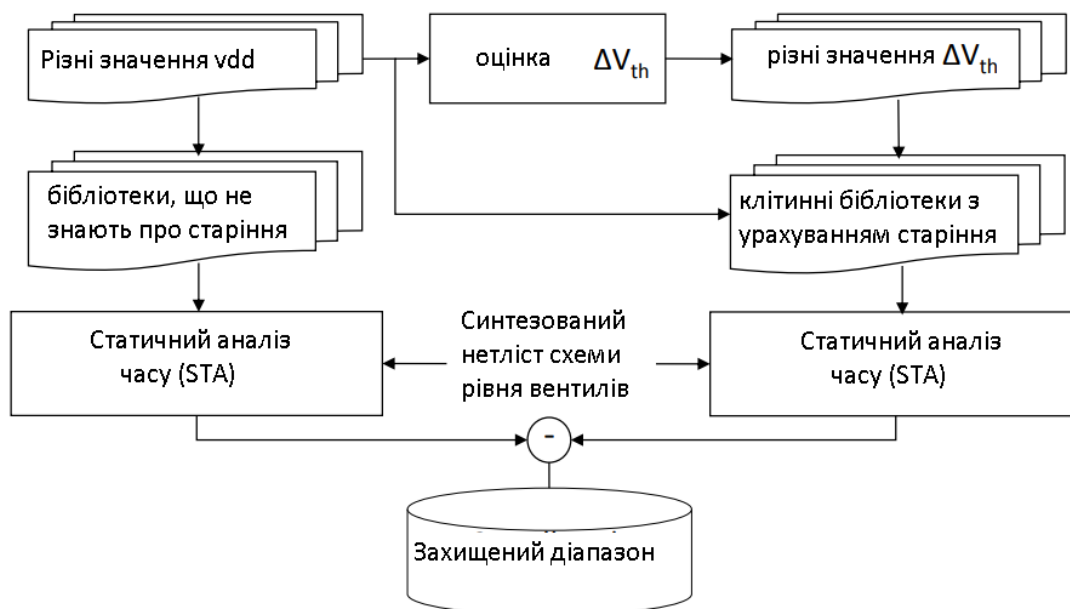 Різні значення vdd
оцінка ΔVth
різні значення ΔVth
бібліотеки, що не
знають про старіння
клітинні бібліотеки з
урахуванням старіння
Статичний аналіз
часу (STA)
Синтезований
нетліст схеми
рівня вентилів
Статичний аналіз
часу (STA)
-
Захищений діапазон